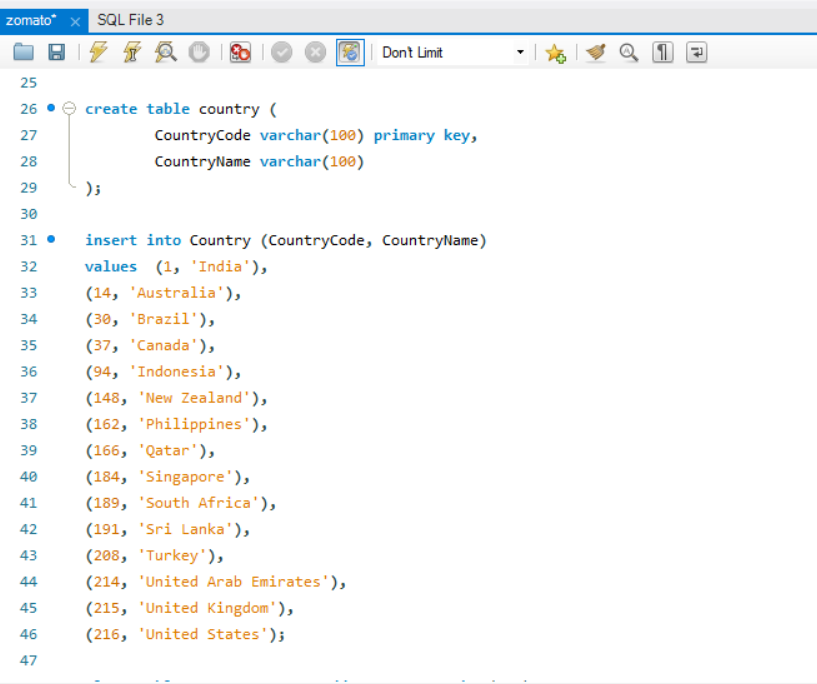 zomato* × SQL File 3
Don't Limit
25
26 create table country (
27 CountryCode varchar(100) primary key,
28 CountryName varchar(100)
29 );
30
31 insert into Country (CountryCode, CountryName)
32 values (1, 'India'),
33 (14, 'Australia'),
34 (30, 'Brazil'),
35 (37, 'Canada'),
36 (94, 'Indonesia'),
37 (148, 'New Zealand'),
38 (162, 'Philippines'),
39 (166, 'Qatar'),
40 (184, 'Singapore'),
41 (189, 'South Africa'),
42 (191, 'Sri Lanka'),
43 (208, 'Turkey'),
44 (214, 'United Arab Emirates'),
45 (215, 'United Kingdom'),
46 (216, 'United States');
47